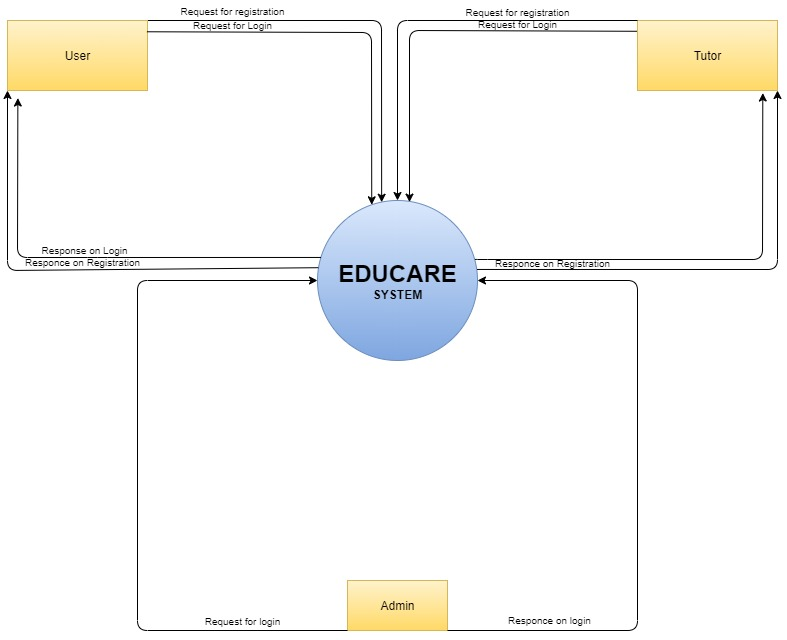 Request for registration
Request for Login
User
Request for registration
Request for Login
Tutor
Response on Login
Responce on Registration
EDUCARE
SYSTEM
Responce on Registration
Request for login
Admin
Responce on login